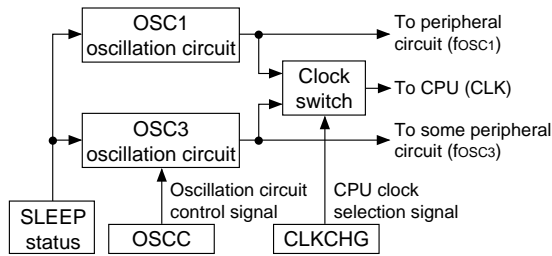 OSC1
oscillation circuit
To peripheral
circuit (fOSC1)
Clock
switch
To CPU (CLK)
OSC3
oscillation circuit
To some peripheral
circuit (fOSC3)
Oscillation circuit
control signal
CPU clock
selection signal
SLEEP
status
OSCC
CLKCHG